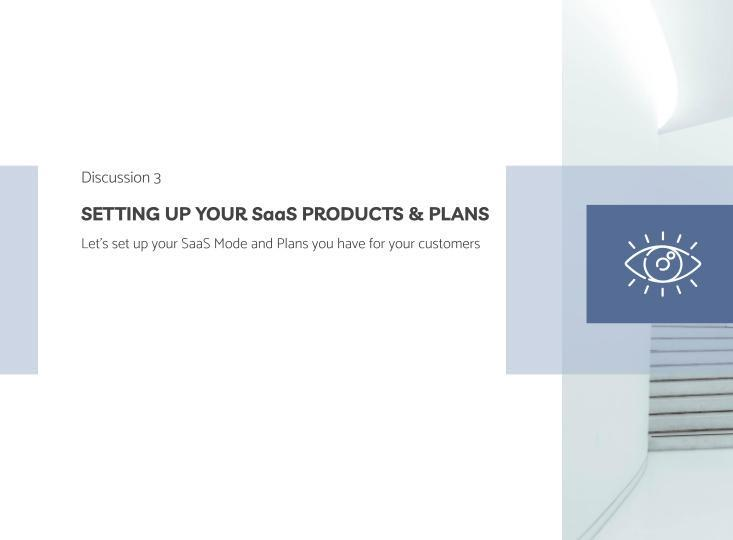 Discussion 3
SETTING UP YOUR SaaS PRODUCTS & PLANS
Let's set up your SaaS Mode and Plans you have for your customers